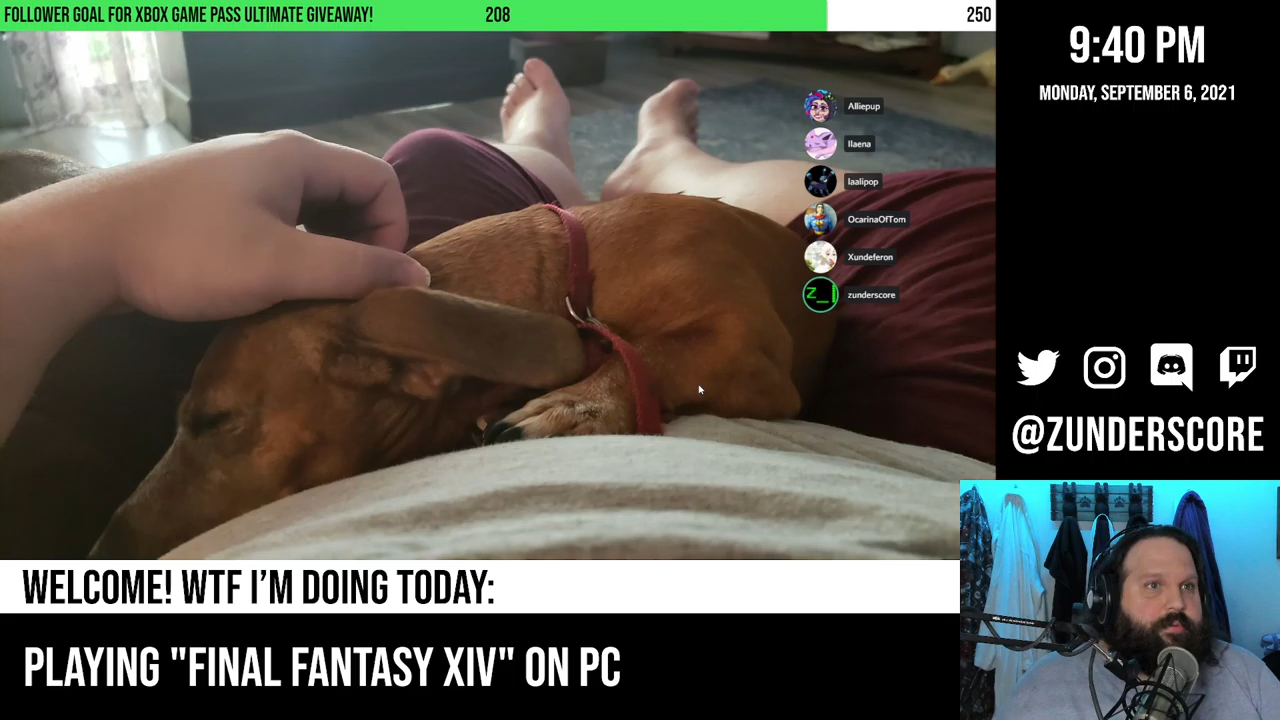 FOLLOWER GOAL FOR XBOX GAME PASS ULTIMATE GIVEAWAY! 208 250
9:40 PM
MONDAY, SEPTEMBER 6, 2021
Alliepup
Ilaena
laalipop
OcarinaOfTom
Xundeferon
Z_
zunderscore
@ZUNDERSCORE
WELCOME! WTF I'M DOING TODAY:
PLAYING "FINAL FANTASY XIV" ON PC